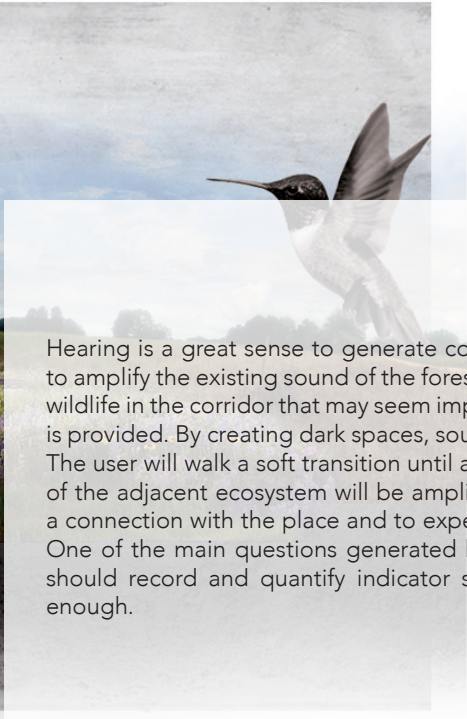 Hearing is a great sense to generate co
to amplify the existing sound of the fores
wildlife in the corridor that may seem imp
is provided. By creating dark spaces, sou
The user will walk a soft transition until a
of the adjacent ecosystem will be ampli
a connection with the place and to expe
One of the main questions generated
should record and quantify indicator s
enough.